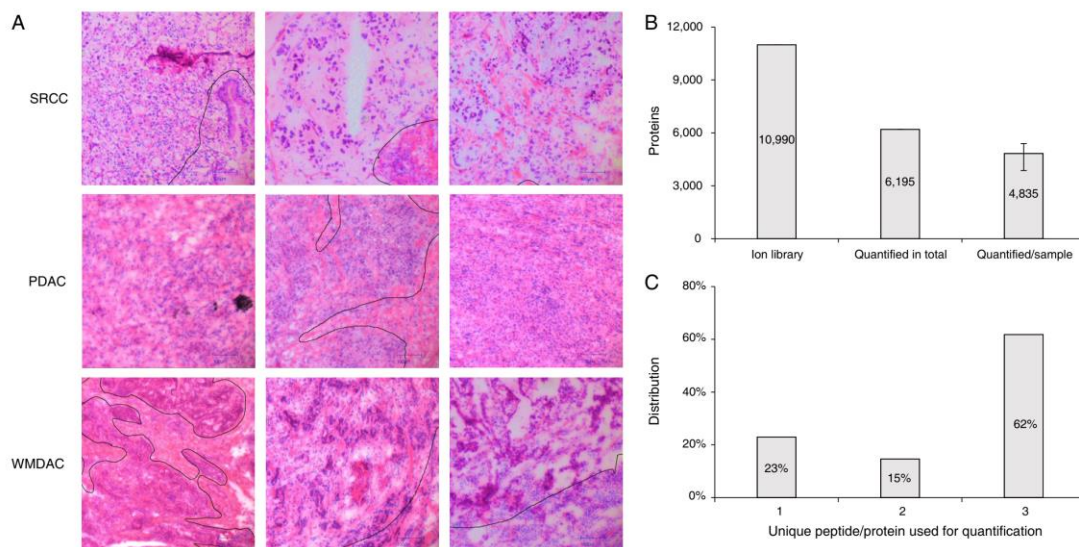 A
SRCC
PDAC
WMDAC
B
12,000
9,000
6,000
3,000
0
Proteins
10,990
6,195
4,835
Ion library
Quantified in total
Quantified/sample
C
80%
60%
40%
20%
0%
Distribution
23%
15%
62%
1
2
3
Unique peptide/protein used for quantification